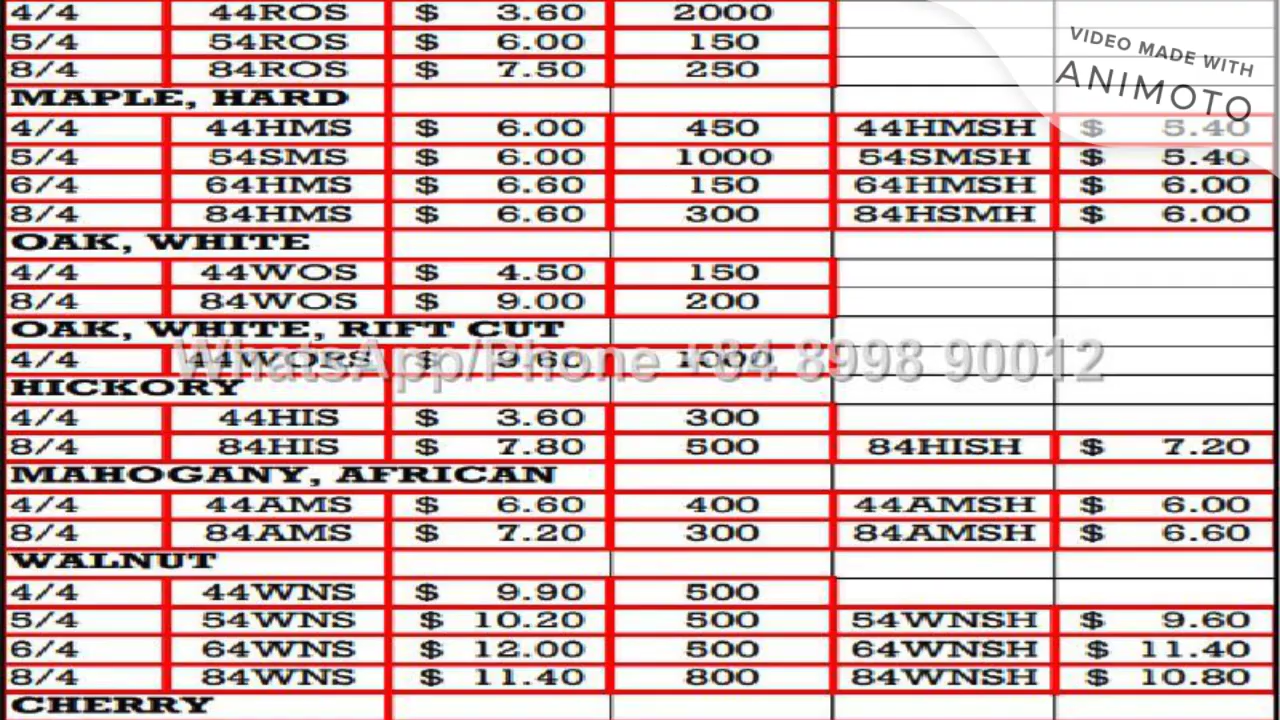 4/4 44ROS $ 3.60 2000
5/4 54ROS $ 6.00 150
8/4 84ROS $ 7.50 250
VIDEO MADE WITH
ANIMOTO
MAPLE, HARD
4/4 44HMS $ 6.00 450 44HMSH $ 5.40
5/4 54SMS $ 6.00 1000 54SMSH $ 5.40
6/4 64HMS $ 6.60 150 64HMSH $ 6.00
8/4 84HMS $ 6.60 300 84HSMH $ 6.00
OAK, WHITE
4/4 44WOS $ 4.50 150
8/4 84WOS $ 9.00 200
OAK, WHITE, RIFT CUT
4/4 44WORS $ 9.60 1000
WhatsApp/Phone +84 8998 90012
HICKORY
4/4 44HIS $ 3.60 300
8/4 84HIS $ 7.80 500 84HISH $ 7.20
MAHOGANY, AFRICAN
4/4 44AMS $ 6.60 400 44AMSH $ 6.00
8/4 84AMS $ 7.20 300 84AMSH $ 6.60
WALNUT
4/4 44WNS $ 9.90 500
5/4 54WNS $ 10.20 500 54WNSH $ 9.60
6/4 64WNS $ 12.00 500 64WNSH $ 11.40
8/4 84WNS $ 11.40 800 84WNSH $ 10.80
CHERRY